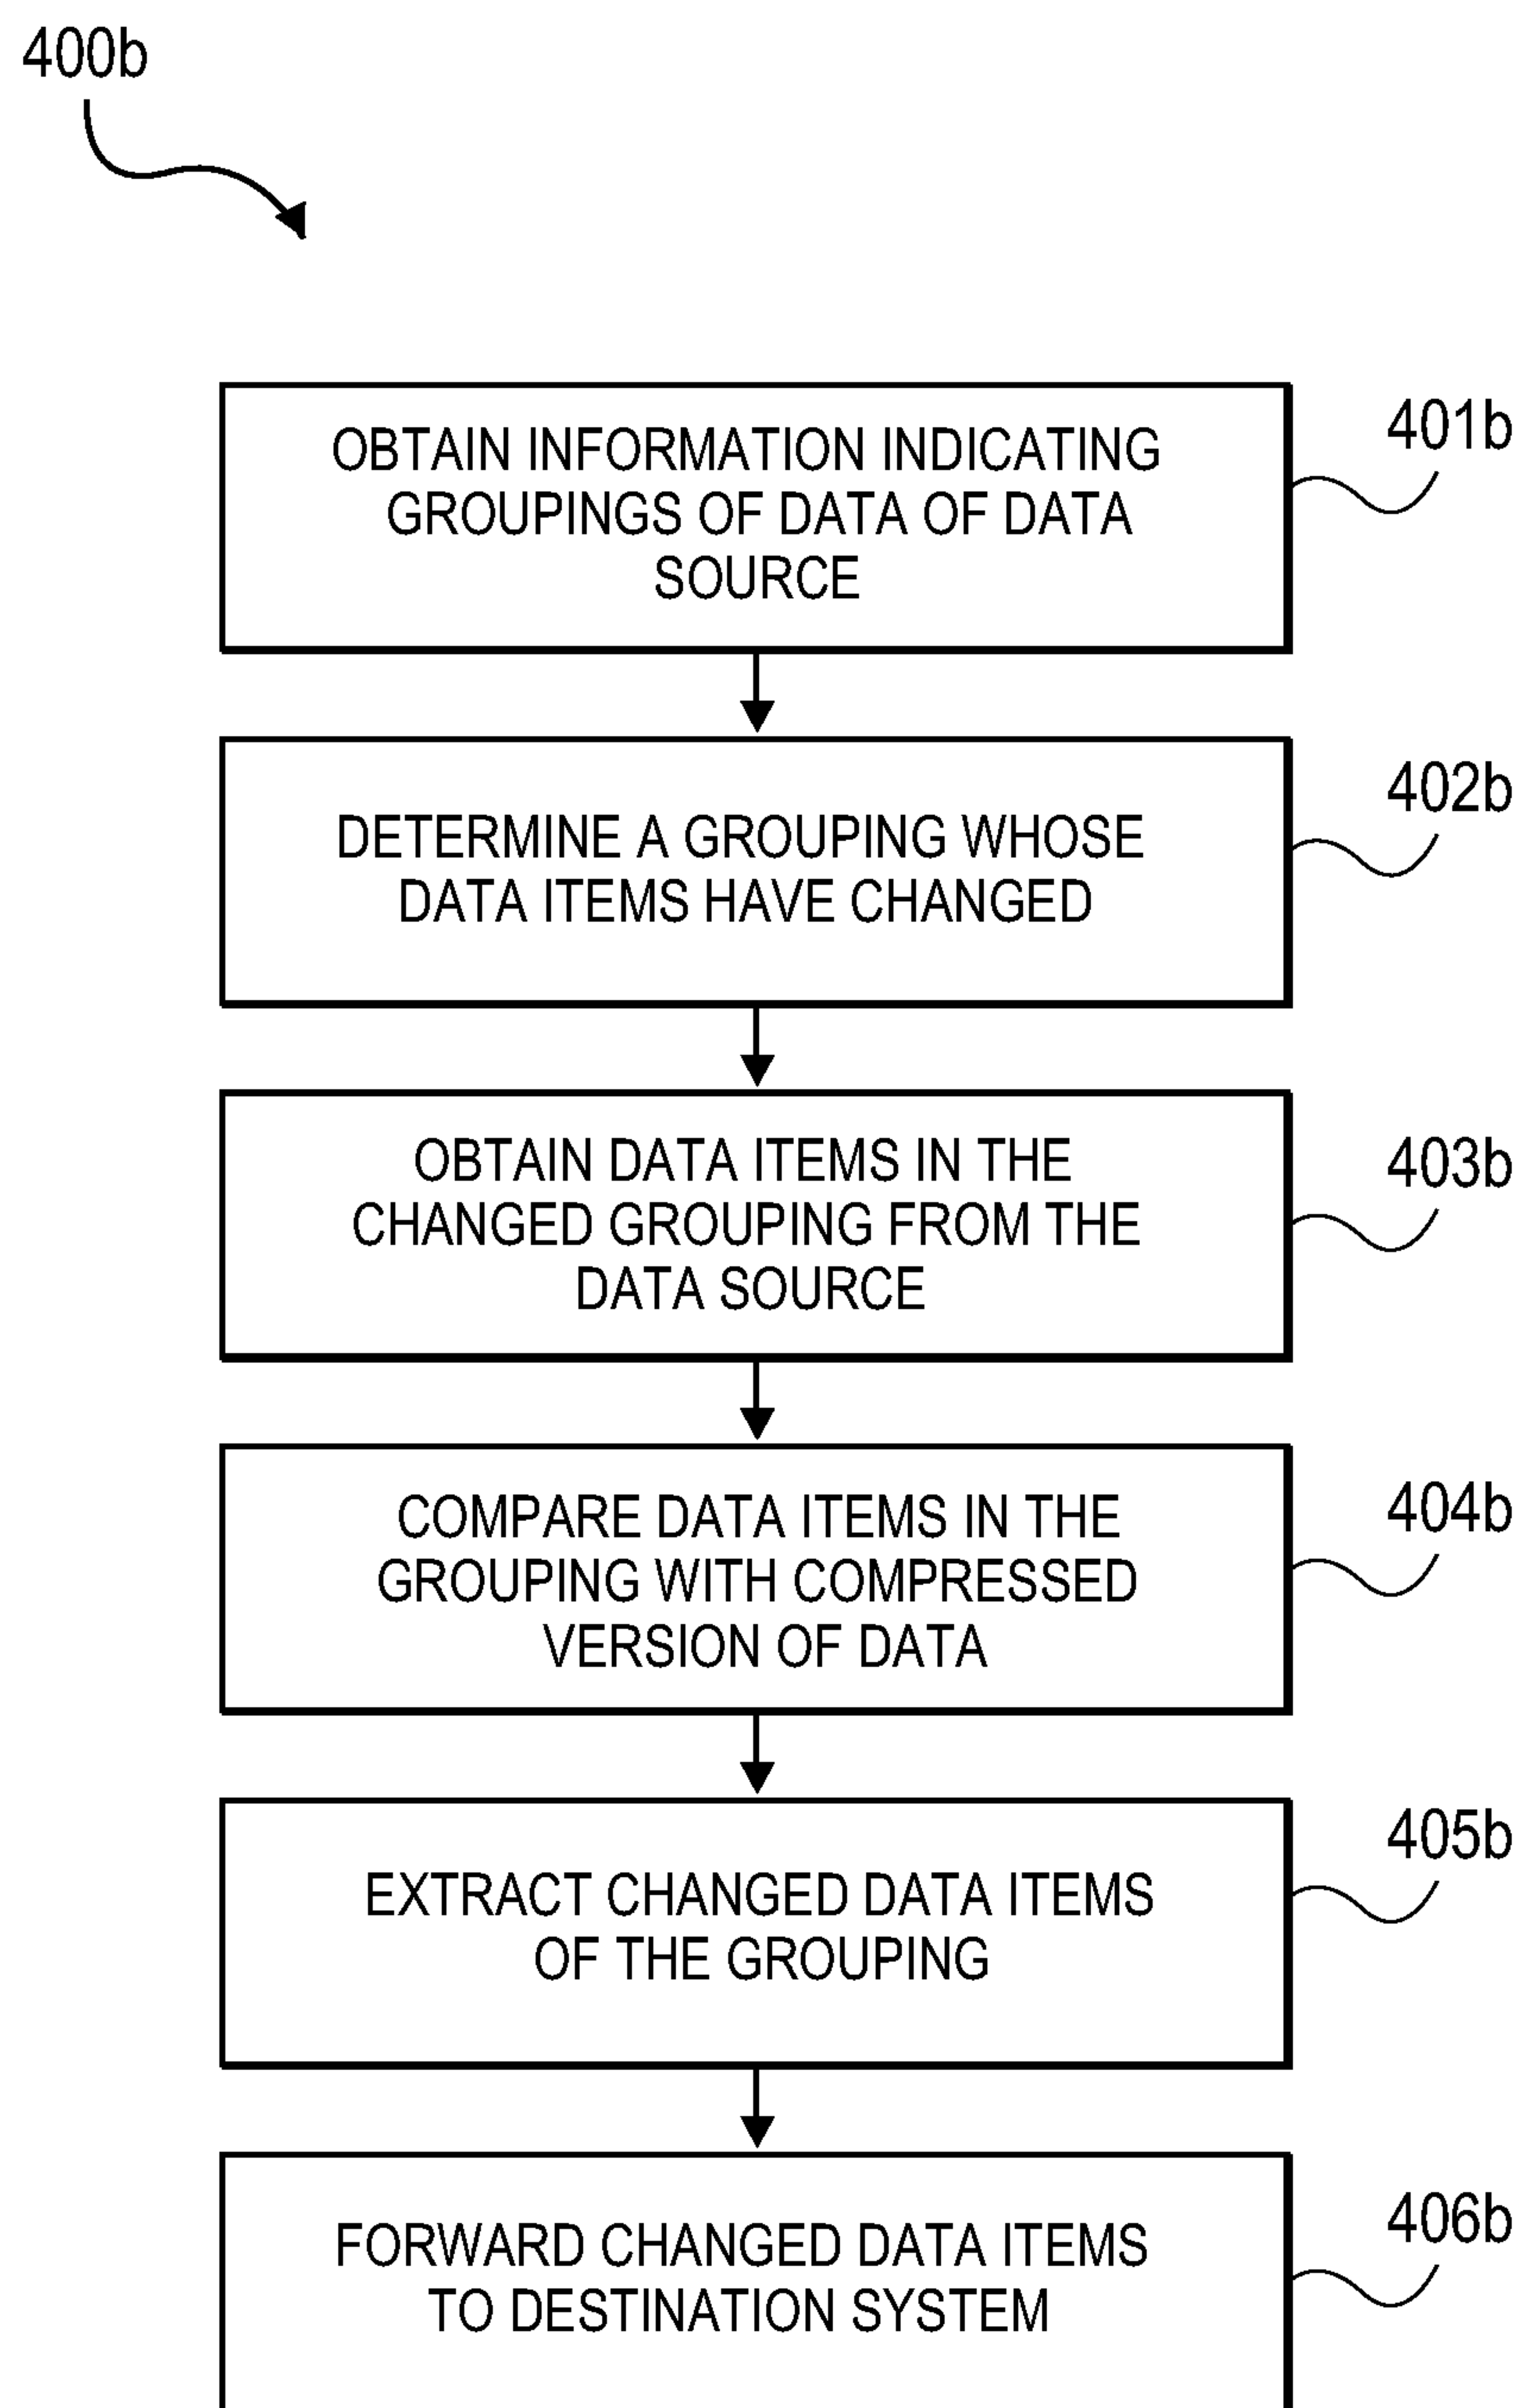 400b
OBTAIN INFORMATION INDICATING
GROUPINGS OF DATA OF DATA
SOURCE
401b
DETERMINE A GROUPING WHOSE
DATA ITEMS HAVE CHANGED
402b
OBTAIN DATA ITEMS IN THE
CHANGED GROUPING FROM THE
DATA SOURCE
403b
COMPARE DATA ITEMS IN THE
GROUPING WITH COMPRESSED
VERSION OF DATA
404b
EXTRACT CHANGED DATA ITEMS
OF THE GROUPING
405b
FORWARD CHANGED DATA ITEMS
TO DESTINATION SYSTEM
406b